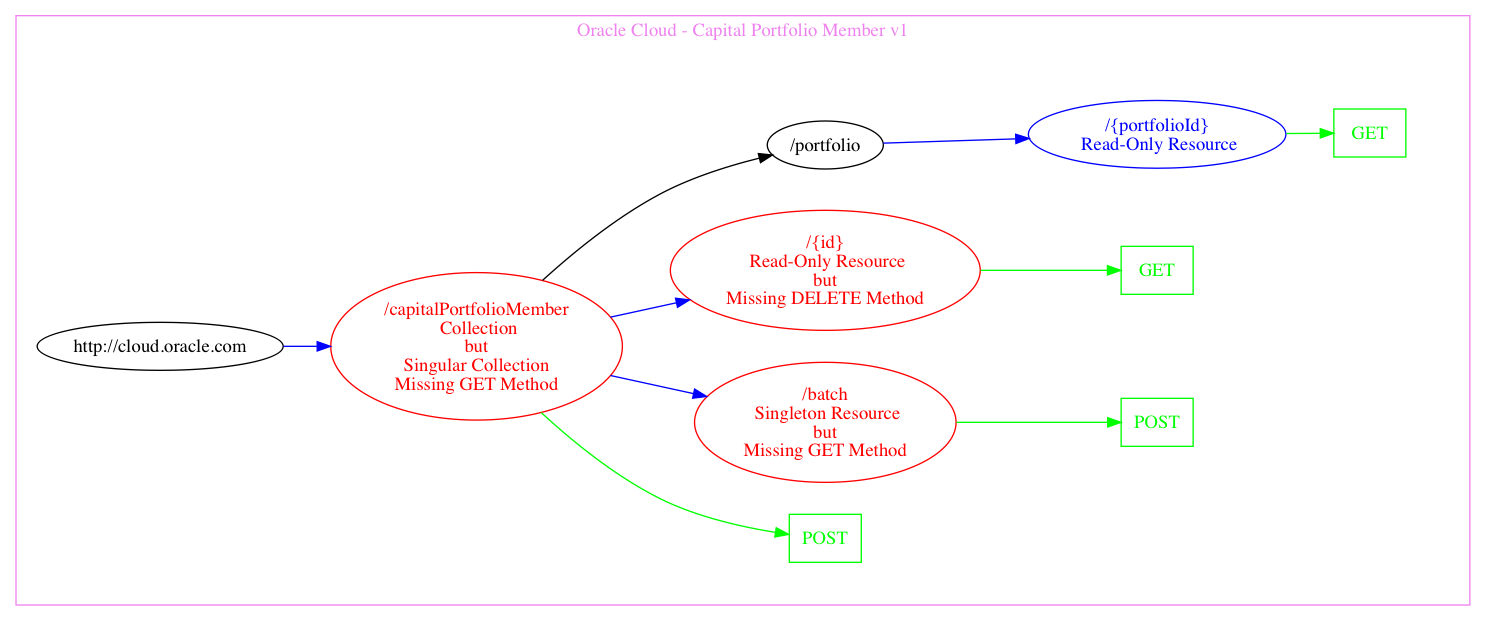 Oracle Cloud - Capital Portfolio Member v1
http://cloud.oracle.com
/capitalPortfolioMember
Collection
but
Singular Collection
Missing GET Method
/portfolio
/{portfolioId}
Read-Only Resource
GET
/{id}
Read-Only Resource
but
Missing DELETE Method
GET
/batch
Singleton Resource
but
Missing GET Method
POST
POST